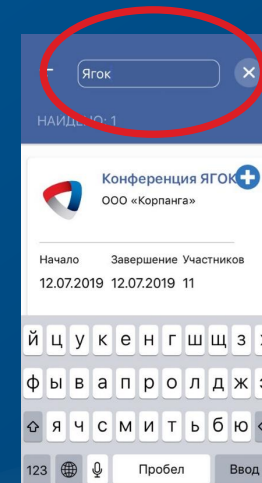 Ягок
НАЙДЕНО: 1
Конференция ЯГОК
ООО «Корпанга»
Начало Завершение Участников
12.07.2019 12.07.2019 11
й ц у к е н г ш щ з х
ф ы в а п р о л д ж э
я ч с м и т ь б ю
123 Пробел Ввод